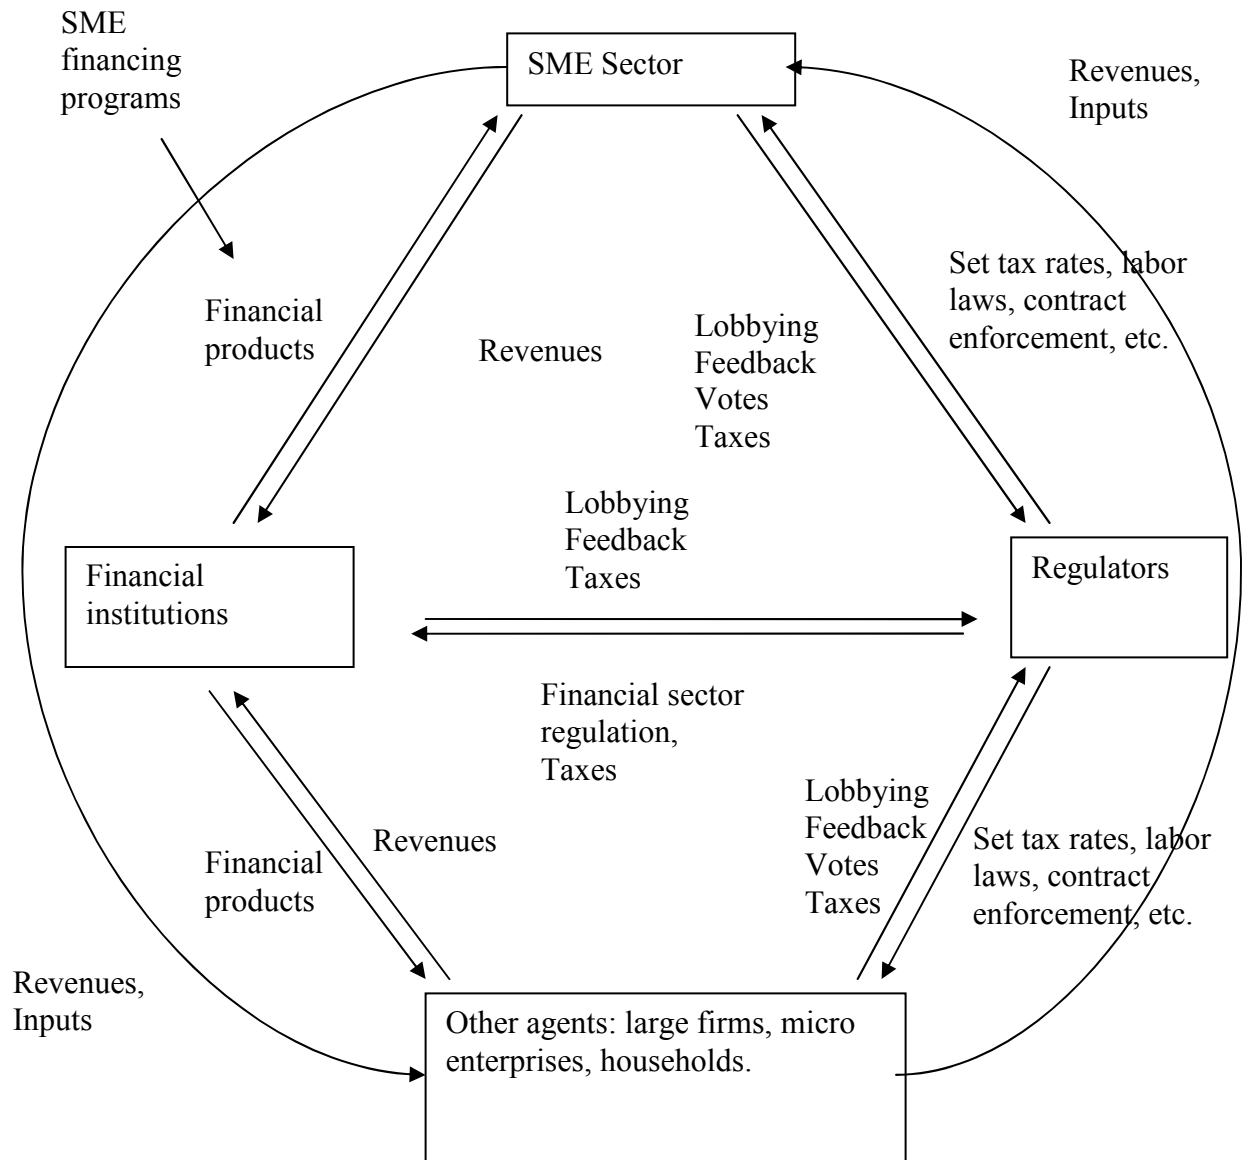 SME
financing
programs
SME Sector
Revenues,
Inputs
Set tax rates, labor
laws, contract
enforcement, etc.
Financial
products
Revenues
Lobbying
Feedback
Votes
Taxes
Lobbying
Feedback
Taxes
Financial
institutions
Regulators
Financial sector
regulation,
Taxes
Lobbying
Feedback
Votes
Taxes
Revenues
Set tax rates, labor
laws, contract
enforcement, etc.
Financial
products
Revenues,
Inputs
Other agents: large firms, micro
enterprises, households.